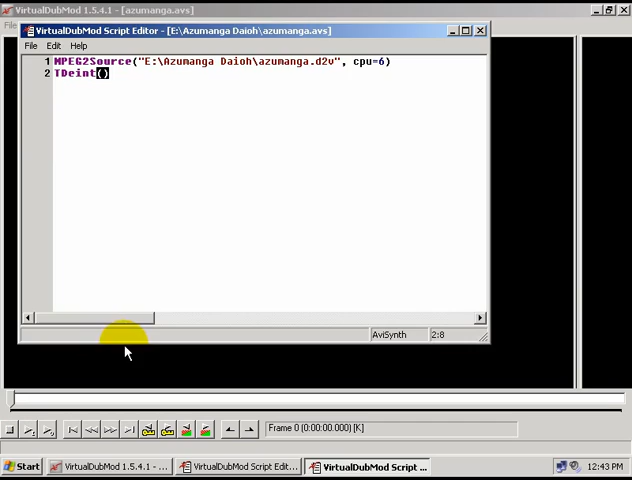 VirtualDubMod 1.5.4.1 - [azumanga.avs]
VirtualDubMod Script Editor - [E:\Azumanga Daioh\azumanga.avs]
File Edit Help
1 MPEG2Source("E:\Azumanga Daioh\azumanga.d2v", cpu=6)
2 TDeint()
AviSynth 2:8
Frame 0 (0:00:00.000) [K]
Start VirtualDubMod 1.5.4.1 - ... VirtualDubMod Script Edit... VirtualDubMod Script ... 12:43 PM